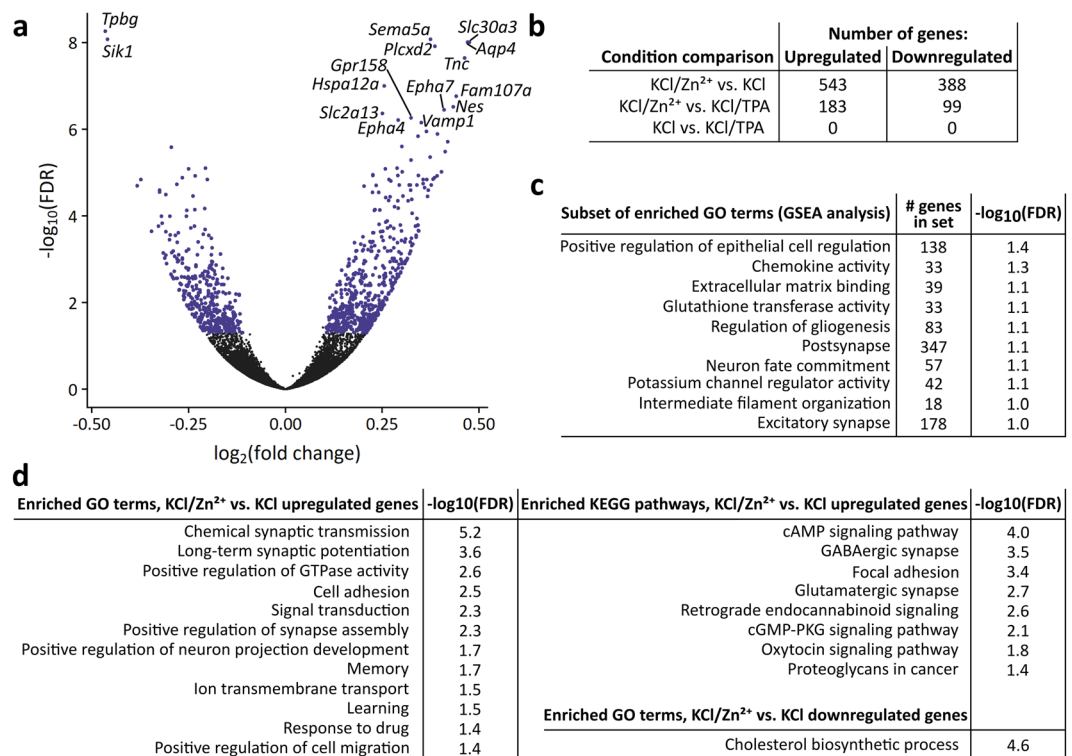 a
Tpbg
Sik1
Sema5a
Slc30a3
Plcxd2
Aqp4
Gpr158
Tnc
Hspa12a
Epha7
Fam107a
Nes
Slc2a13
Epha4
Vamp1
8
6
4
2
0
-log10(FDR)
-0.50 -0.25 0.00 0.25 0.50
log2(fold change)
b
Number of genes:
Condition comparison Upregulated Downregulated
KCl/Zn²⁺ vs. KCl 543 388
KCl/Zn²⁺ vs. KCl/TPA 183 99
KCl vs. KCl/TPA 0 0
c
Subset of enriched GO terms (GSEA analysis) # genes in set -log10(FDR)
Positive regulation of epithelial cell regulation 138 1.4
Chemokine activity 33 1.3
Extracellular matrix binding 39 1.1
Glutathione transferase activity 33 1.1
Regulation of gliogenesis 83 1.1
Postsynapse 347 1.1
Neuron fate commitment 57 1.1
Potassium channel regulator activity 42 1.1
Intermediate filament organization 18 1.0
Excitatory synapse 178 1.0
d
Enriched GO terms, KCl/Zn²⁺ vs. KCl upregulated genes -log10(FDR)
Chemical synaptic transmission 5.2
Long-term synaptic potentiation 3.6
Positive regulation of GTPase activity 2.6
Cell adhesion 2.5
Signal transduction 2.3
Positive regulation of synapse assembly 2.3
Positive regulation of neuron projection development 1.7
Memory 1.7
Ion transmembrane transport 1.5
Learning 1.5
Response to drug 1.4
Positive regulation of cell migration 1.4
Enriched KEGG pathways, KCl/Zn²⁺ vs. KCl upregulated genes -log10(FDR)
cAMP signaling pathway 4.0
GABAergic synapse 3.5
Focal adhesion 3.4
Glutamatergic synapse 2.7
Retrograde endocannabinoid signaling 2.6
cGMP-PKG signaling pathway 2.1
Oxytocin signaling pathway 1.8
Proteoglycans in cancer 1.4
Enriched GO terms, KCl/Zn²⁺ vs. KCl downregulated genes
Cholesterol biosynthetic process 4.6